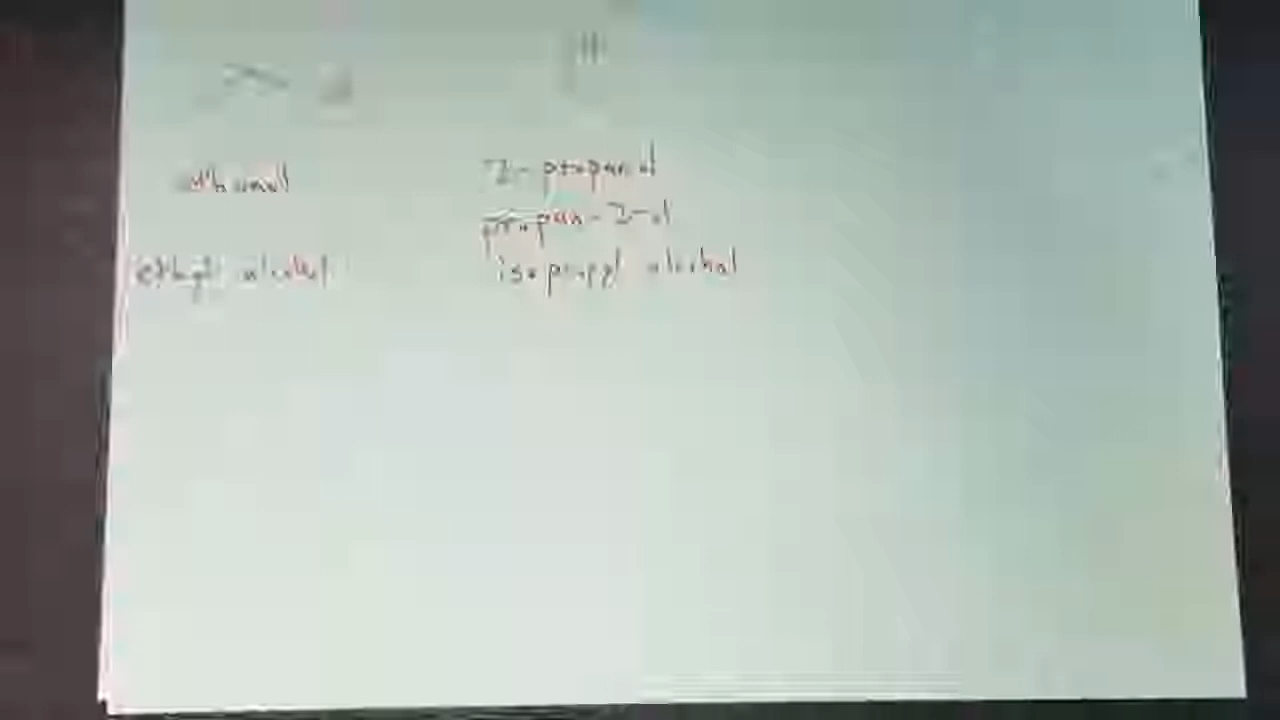 ethanol
2-propanol
propan-2-ol
ethyl alcohol
isopropyl alcohol